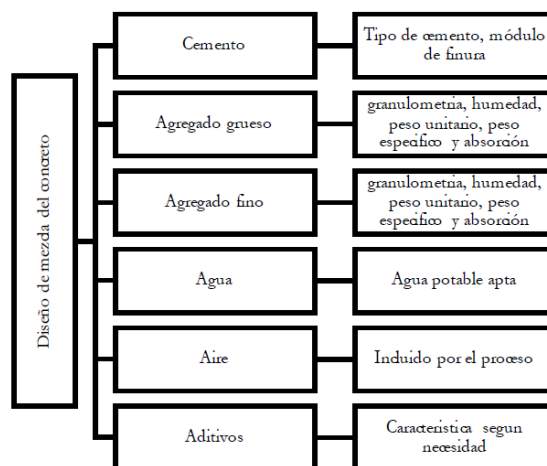 Diseño de mezda del concreto
Cemento
Tipo de cemento, módulo
de finura
Agregado grueso
granulometria, humedad,
peso unitario, peso
especifico y absorción
Agregado fino
granulometria, humedad,
peso unitario, peso
especifico y absorción
Agua
Agua potable apta
Aire
Induido por el proceso
Aditivos
Caracteristica segun
necesidad